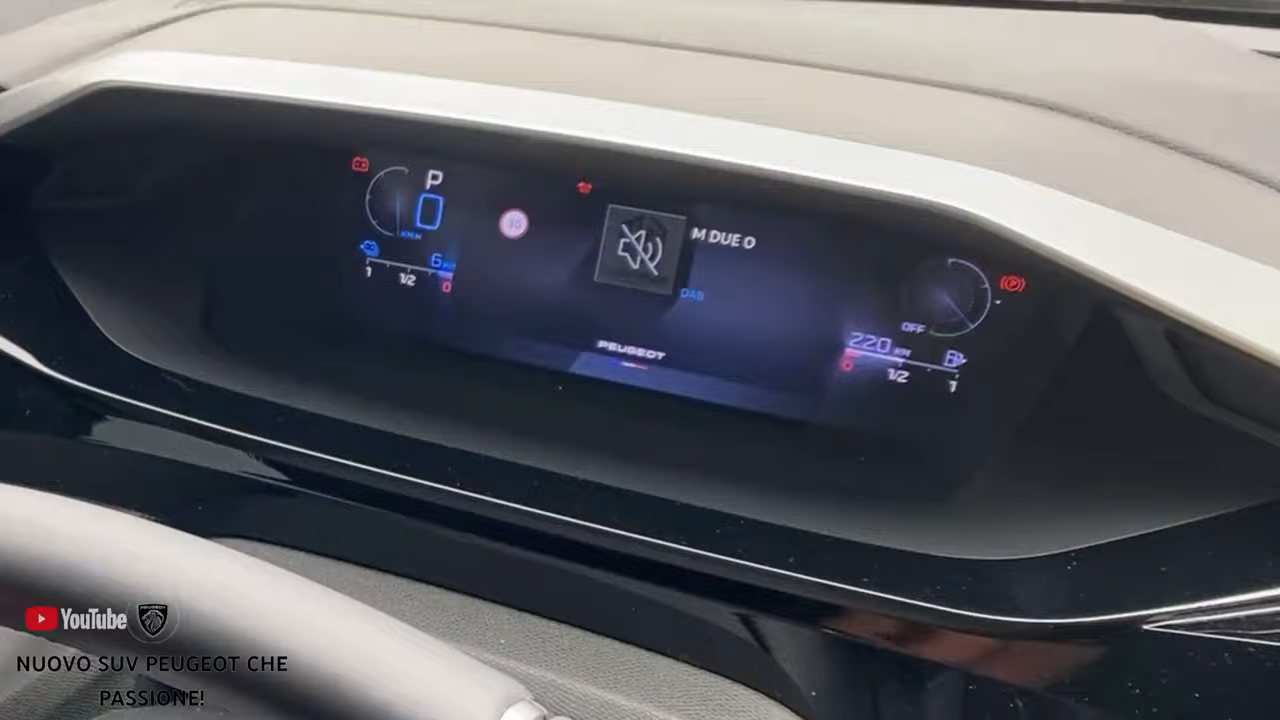 P
0
6 KM
1
1/2
0
M DUE O
DAB
PEUGEOT
OFF
220 KM
0
1/2
1
YouTube
NUOVO SUV PEUGEOT CHE
PASSIONE!